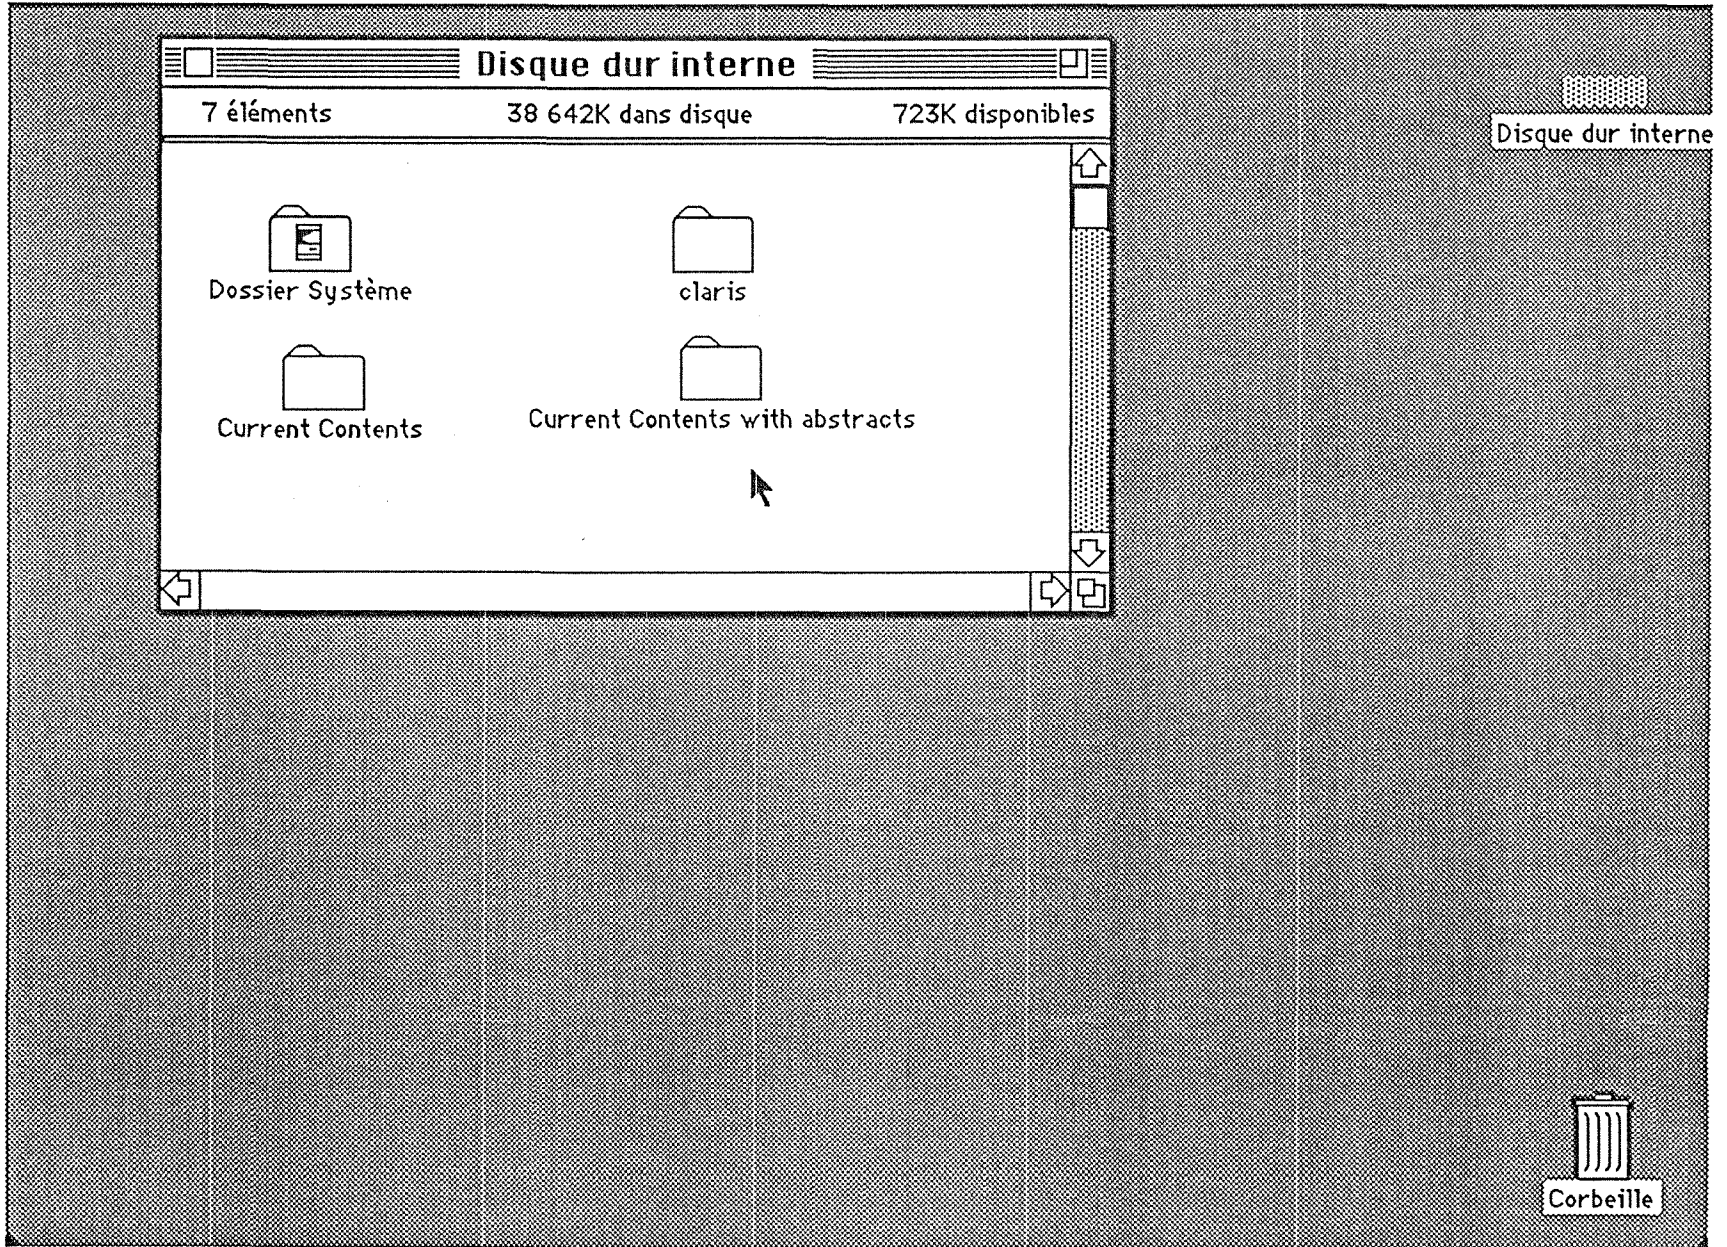 Disque dur interne
7 éléments 38 642K dans disque 723K disponibles
Disque dur interne
Dossier Système claris
Current Contents Current Contents with abstracts
Corbeille